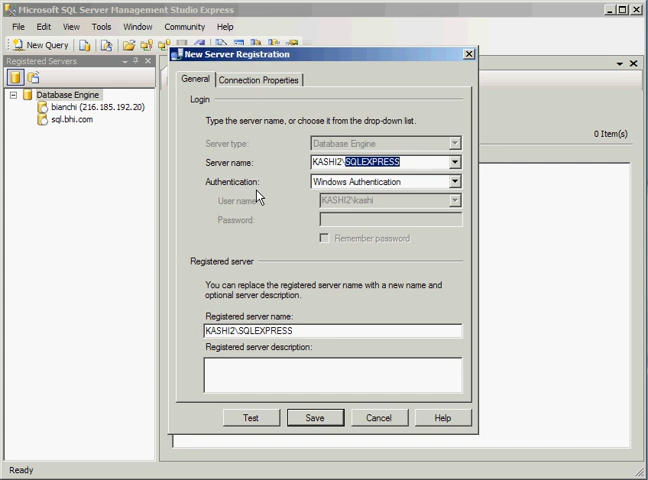 Microsoft SQL Server Management Studio Express
File Edit View Tools Window Community Help
New Query
Registered Servers
Database Engine
bianchi (216.185.192.20)
sql.bhi.com
0 Item(s)
New Server Registration
General Connection Properties
Login
Type the server name, or choose it from the drop-down list.
Server type: Database Engine
Server name: KASHI2\SQLEXPRESS
Authentication: Windows Authentication
User name: KASHI2\kashi
Password:
Remember password
Registered server
You can replace the registered server name with a new name and
optional server description.
Registered server name:
KASHI2\SQLEXPRESS
Registered server description:
Test Save Cancel Help
Ready